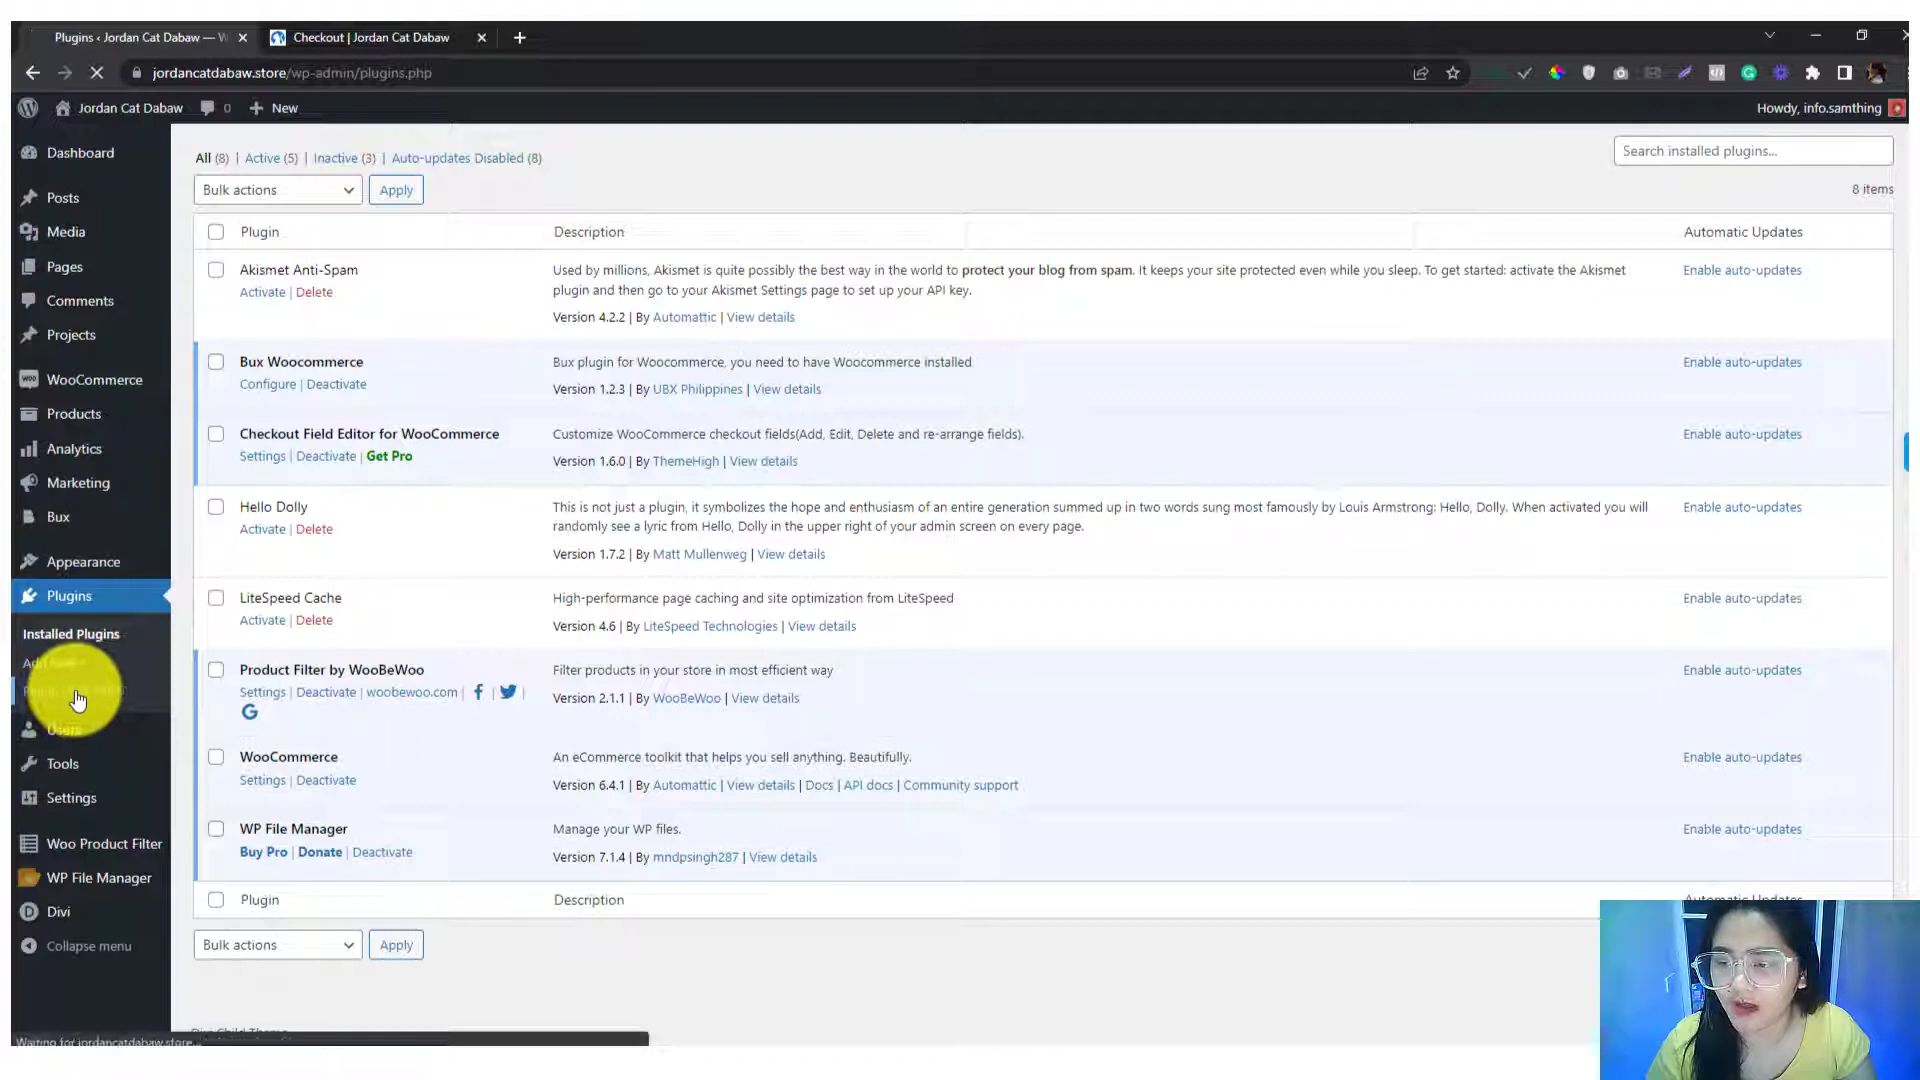 Plugins ‹ Jordan Cat Dabaw — W
Checkout | Jordan Cat Dabaw
jordancatdabaw.store/wp-admin/plugins.php
Jordan Cat Dabaw 0 + New
Howdy, info.samthing
Dashboard
Posts
Media
Pages
Comments
Projects
WooCommerce
Products
Analytics
Marketing
Bux
Appearance
Plugins
Installed Plugins
Users
Tools
Settings
Woo Product Filter
WP File Manager
Divi
Collapse menu
All (8) | Active (5) | Inactive (3) | Auto-updates Disabled (8)
Search installed plugins...
Bulk actions Apply
8 items
Plugin Description Automatic Updates
Akismet Anti-Spam
Activate | Delete
Used by millions, Akismet is quite possibly the best way in the world to protect your blog from spam. It keeps your site protected even while you sleep. To get started: activate the Akismet
plugin and then go to your Akismet Settings page to set up your API key.
Version 4.2.2 | By Automattic | View details
Enable auto-updates
Bux Woocommerce
Configure | Deactivate
Bux plugin for Woocommerce, you need to have Woocommerce installed
Version 1.2.3 | By UBX Philippines | View details
Enable auto-updates
Checkout Field Editor for WooCommerce
Settings | Deactivate | Get Pro
Customize WooCommerce checkout fields(Add, Edit, Delete and re-arrange fields).
Version 1.6.0 | By ThemeHigh | View details
Enable auto-updates
Hello Dolly
Activate | Delete
This is not just a plugin, it symbolizes the hope and enthusiasm of an entire generation summed up in two words sung most famously by Louis Armstrong: Hello, Dolly. When activated you will
randomly see a lyric from Hello, Dolly in the upper right of your admin screen on every page.
Version 1.7.2 | By Matt Mullenweg | View details
Enable auto-updates
LiteSpeed Cache
Activate | Delete
High-performance page caching and site optimization from LiteSpeed
Version 4.6 | By LiteSpeed Technologies | View details
Enable auto-updates
Product Filter by WooBeWoo
Settings | Deactivate | woobewoo.com | | |
Filter products in your store in most efficient way
Version 2.1.1 | By WooBeWoo | View details
Enable auto-updates
WooCommerce
Settings | Deactivate
An eCommerce toolkit that helps you sell anything. Beautifully.
Version 6.4.1 | By Automattic | View details | Docs | API docs | Community support
Enable auto-updates
WP File Manager
Buy Pro | Donate | Deactivate
Manage your WP files.
Version 7.1.4 | By mndpsingh287 | View details
Enable auto-updates
Plugin Description Automatic Updates
Bulk actions Apply
Divi Child Theme
Waiting for jordancatdabaw.store...